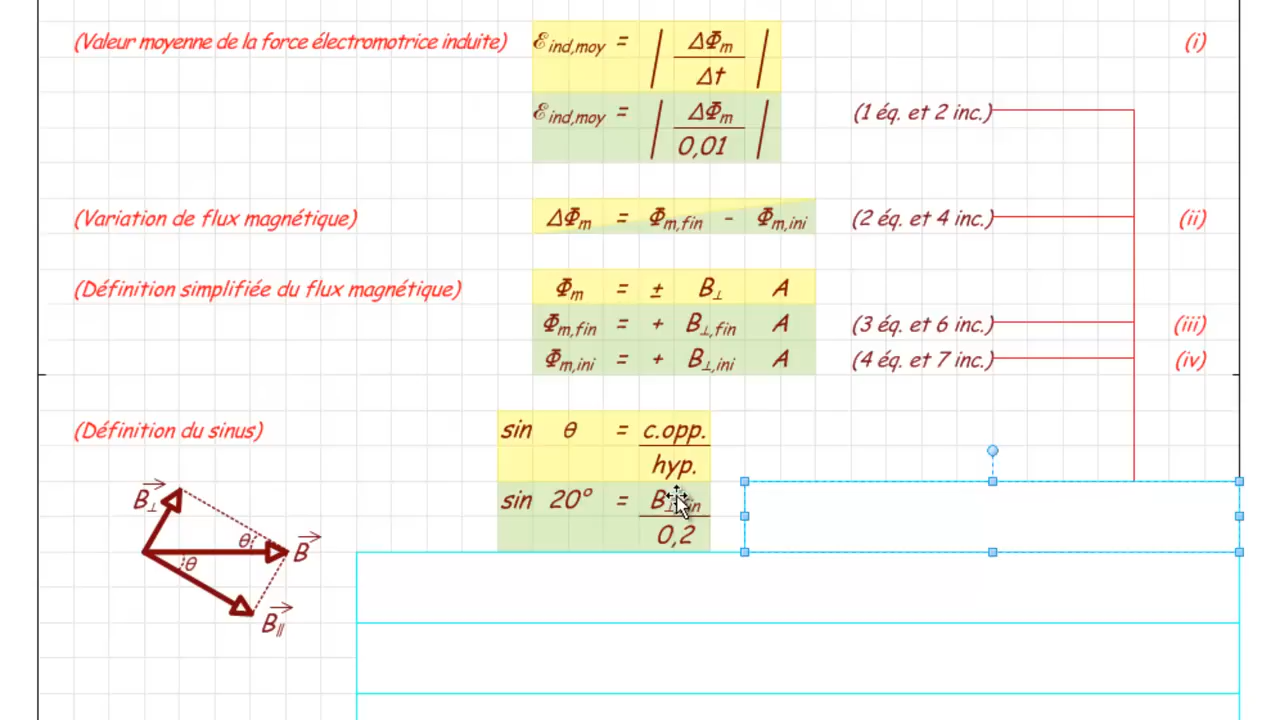 (Valeur moyenne de la force électromotrice induite) ℰind,moy = | ΔΦm / Δt | (i)
ℰind,moy = | ΔΦm / 0,01 | (1 éq. et 2 inc.)
(Variation de flux magnétique) ΔΦm = Φm,fin - Φm,ini (2 éq. et 4 inc.) (ii)
(Définition simplifiée du flux magnétique) Φm = ± B⊥ A
Φm,fin = + B⊥,fin A (3 éq. et 6 inc.) (iii)
Φm,ini = + B⊥,ini A (4 éq. et 7 inc.) (iv)
(Définition du sinus) sin θ = c.opp. / hyp.
sin 20° = B⊥,fin / 0,2
B⊥
θ
B
θ
B∥